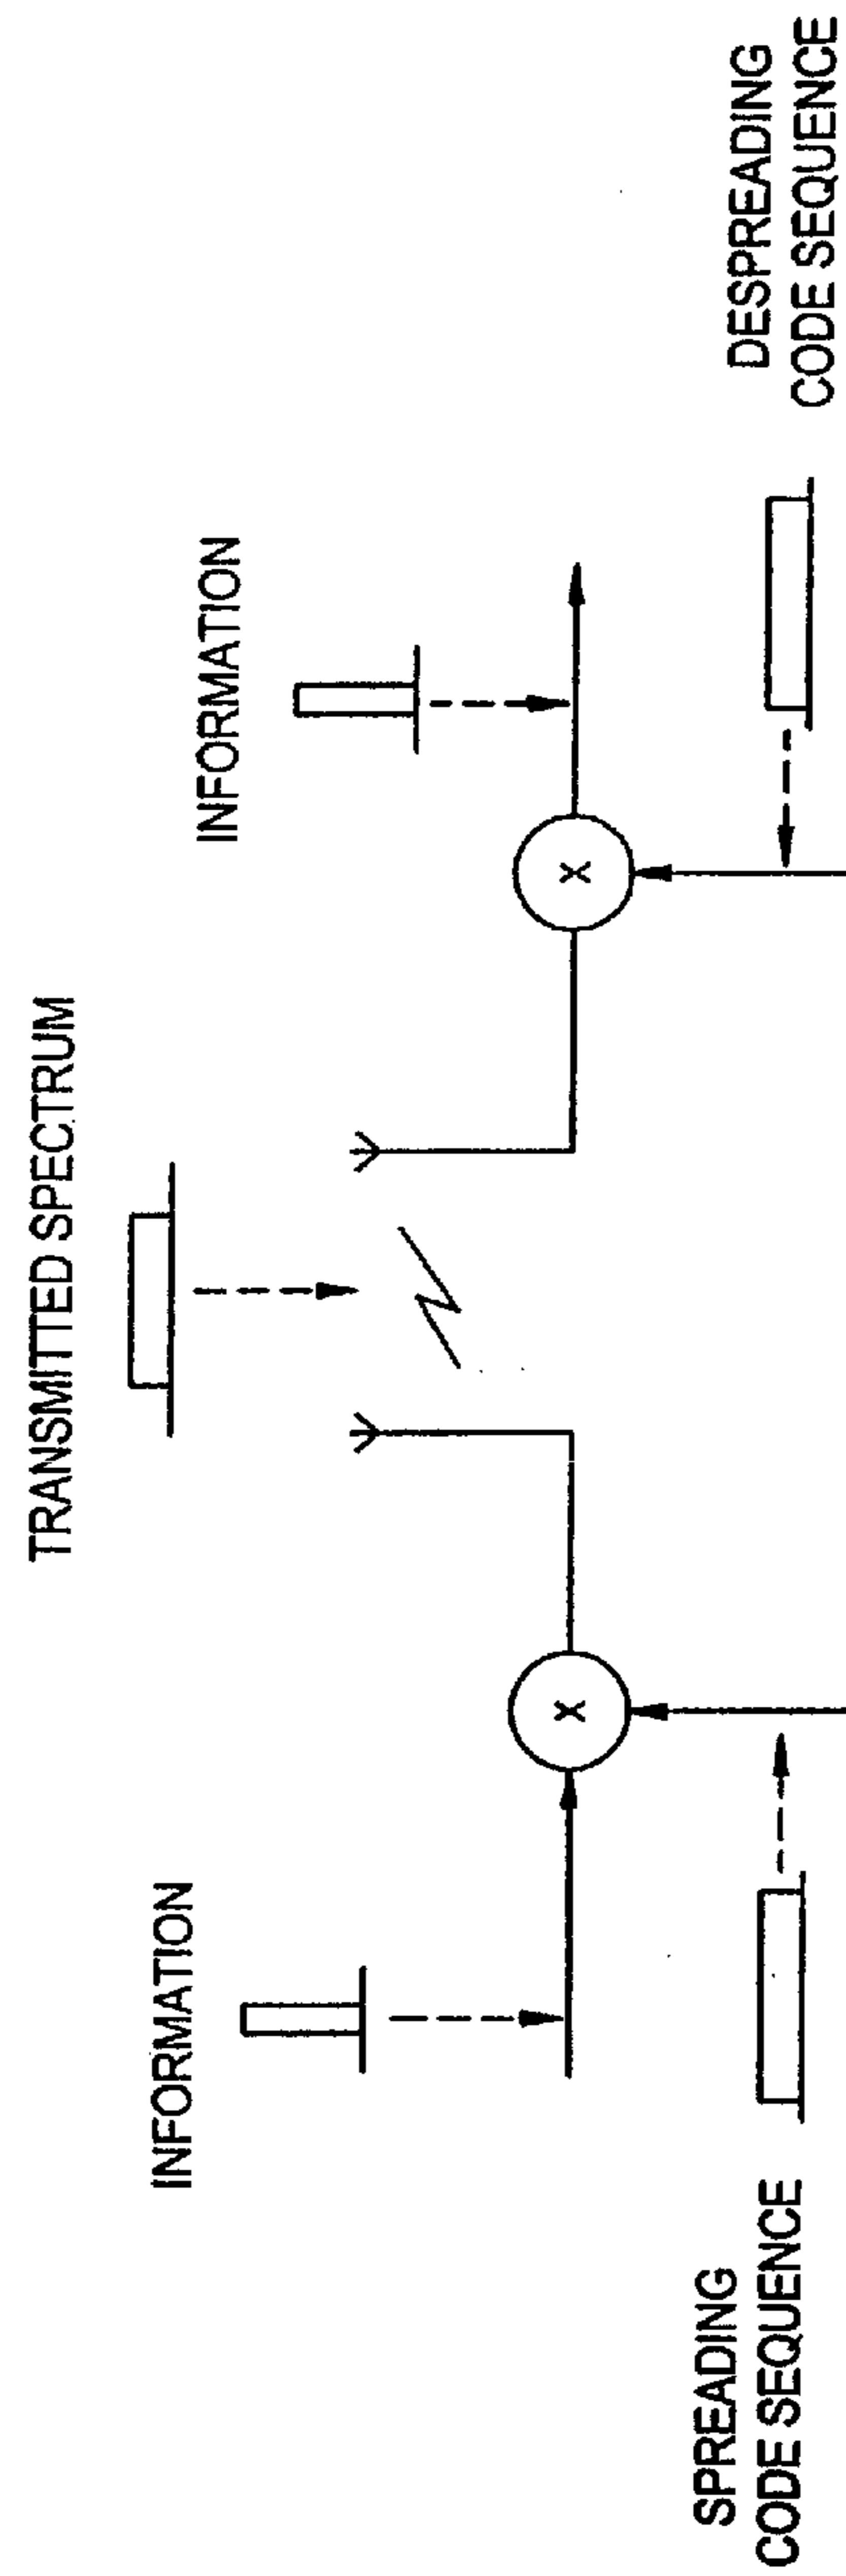 TRANSMITTED SPECTRUM
INFORMATION
INFORMATION
X
X
SPREADING
CODE SEQUENCE
DESPREADING
CODE SEQUENCE